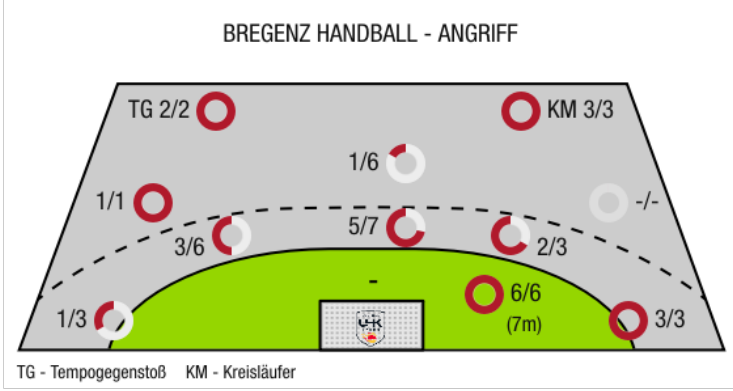 BREGENZ HANDBALL - ANGRIFF
TG 2/2
KM 3/3
1/6
1/1
-/-
3/6
5/7
2/3
-
6/6
(7m)
1/3
3/3
TG - Tempogegenstoß KM - Kreisläufer